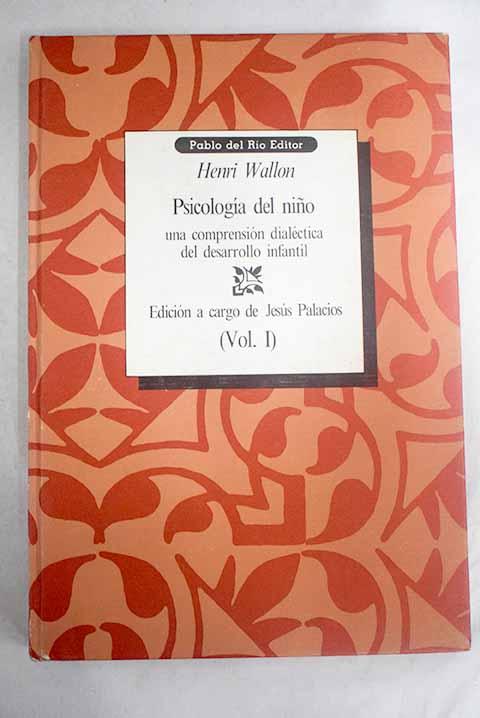 Pablo del Río Editor
Henri Wallon
Psicología del niño
una comprensión dialéctica
del desarrollo infantil
Edición a cargo de Jesús Palacios
(Vol. I)